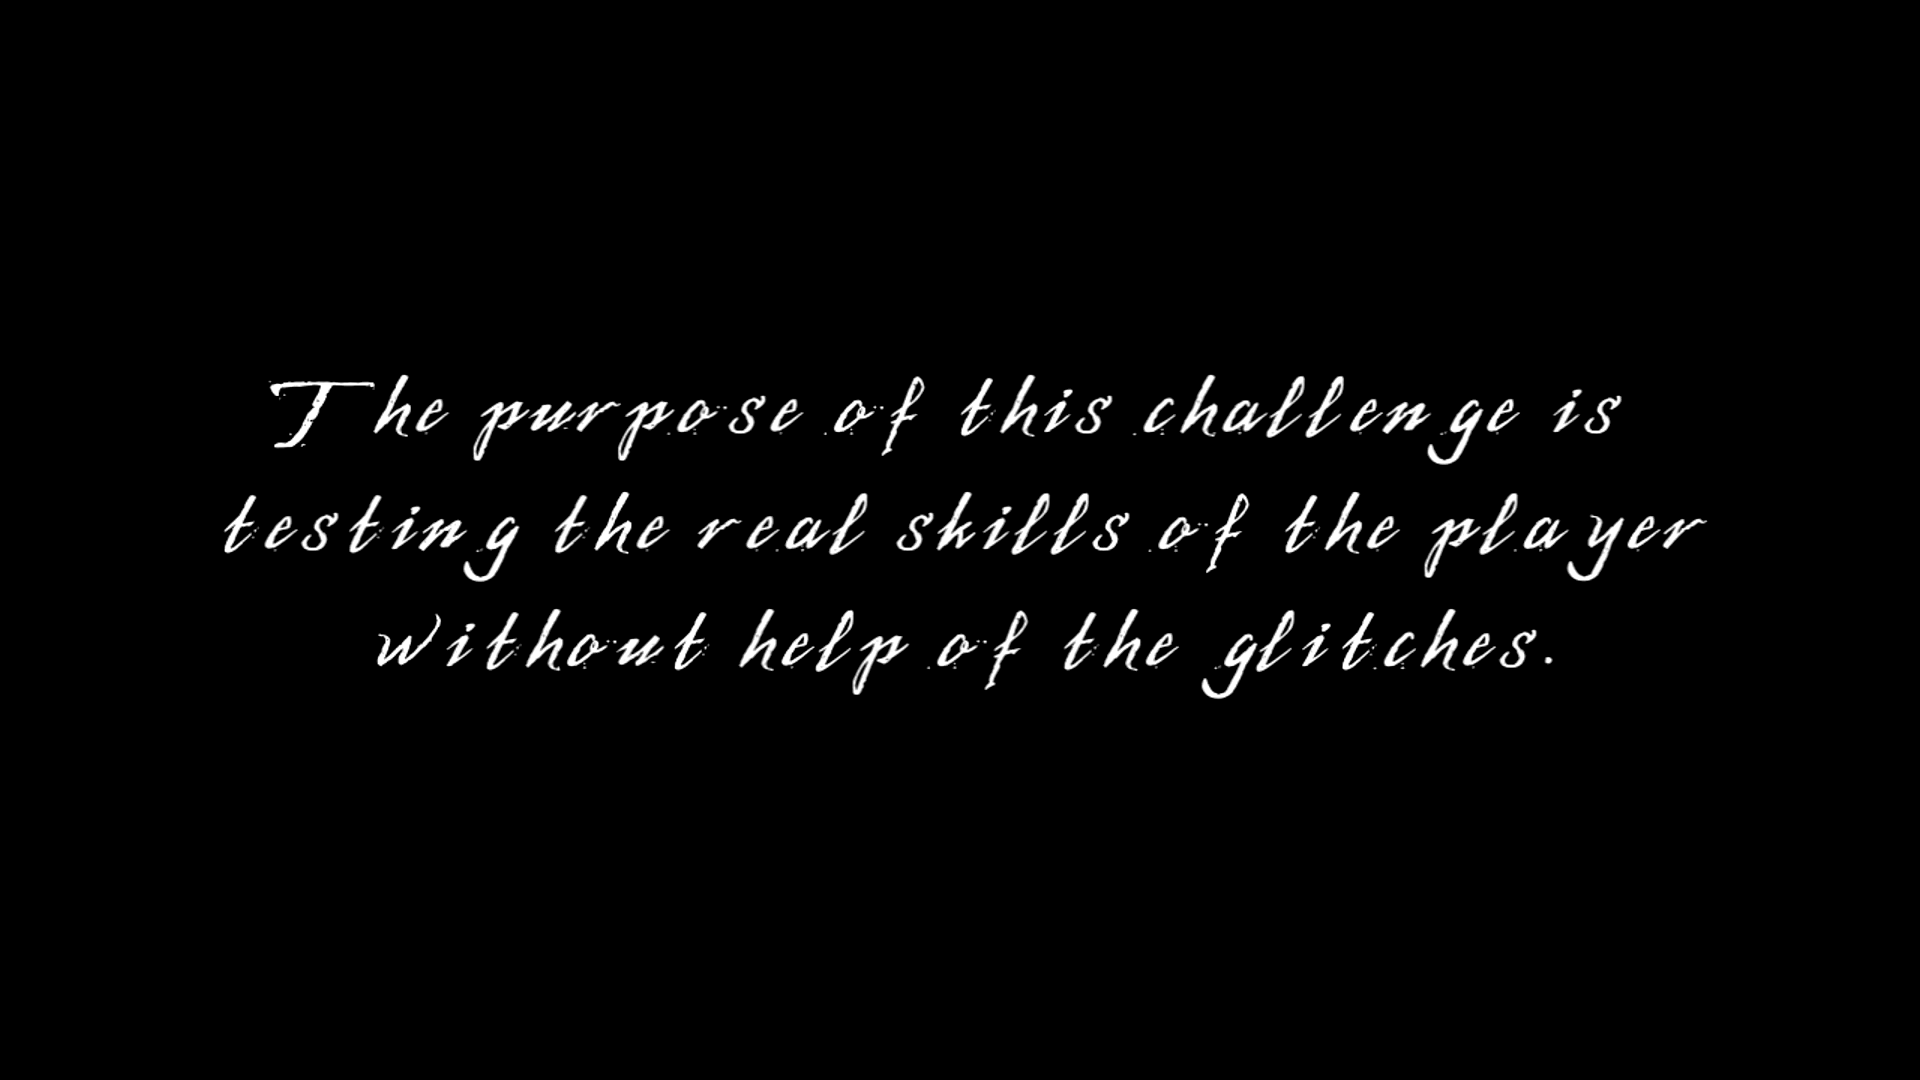 The purpose of this challenge is
testing the real skills of the player
without help of the glitches.